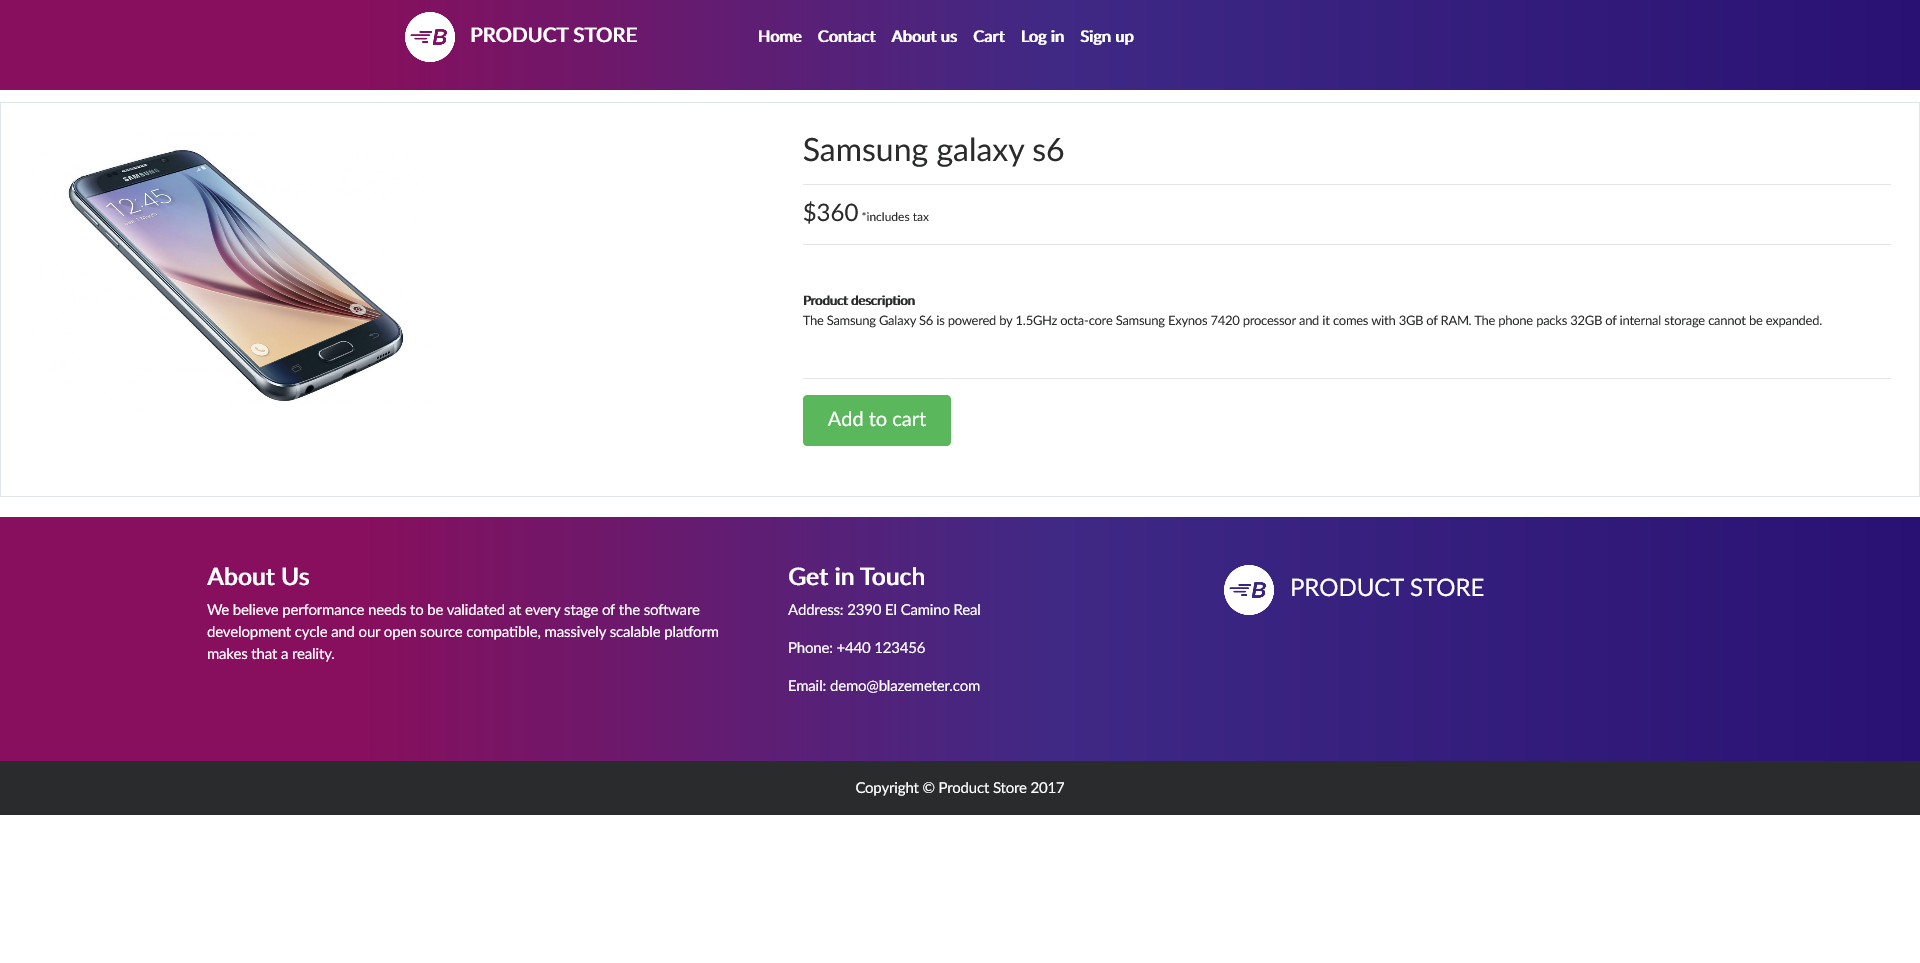 B PRODUCT STORE Home Contact About us Cart Log in Sign up
SAMSUNG
12:45
Samsung galaxy s6
$360 *includes tax
Product description
The Samsung Galaxy S6 is powered by 1.5GHz octa-core Samsung Exynos 7420 processor and it comes with 3GB of RAM. The phone packs 32GB of internal storage cannot be expanded.
Add to cart
About Us
We believe performance needs to be validated at every stage of the software
development cycle and our open source compatible, massively scalable platform
makes that a reality.
Get in Touch
Address: 2390 El Camino Real
Phone: +440 123456
Email: demo@blazemeter.com
B PRODUCT STORE
Copyright © Product Store 2017